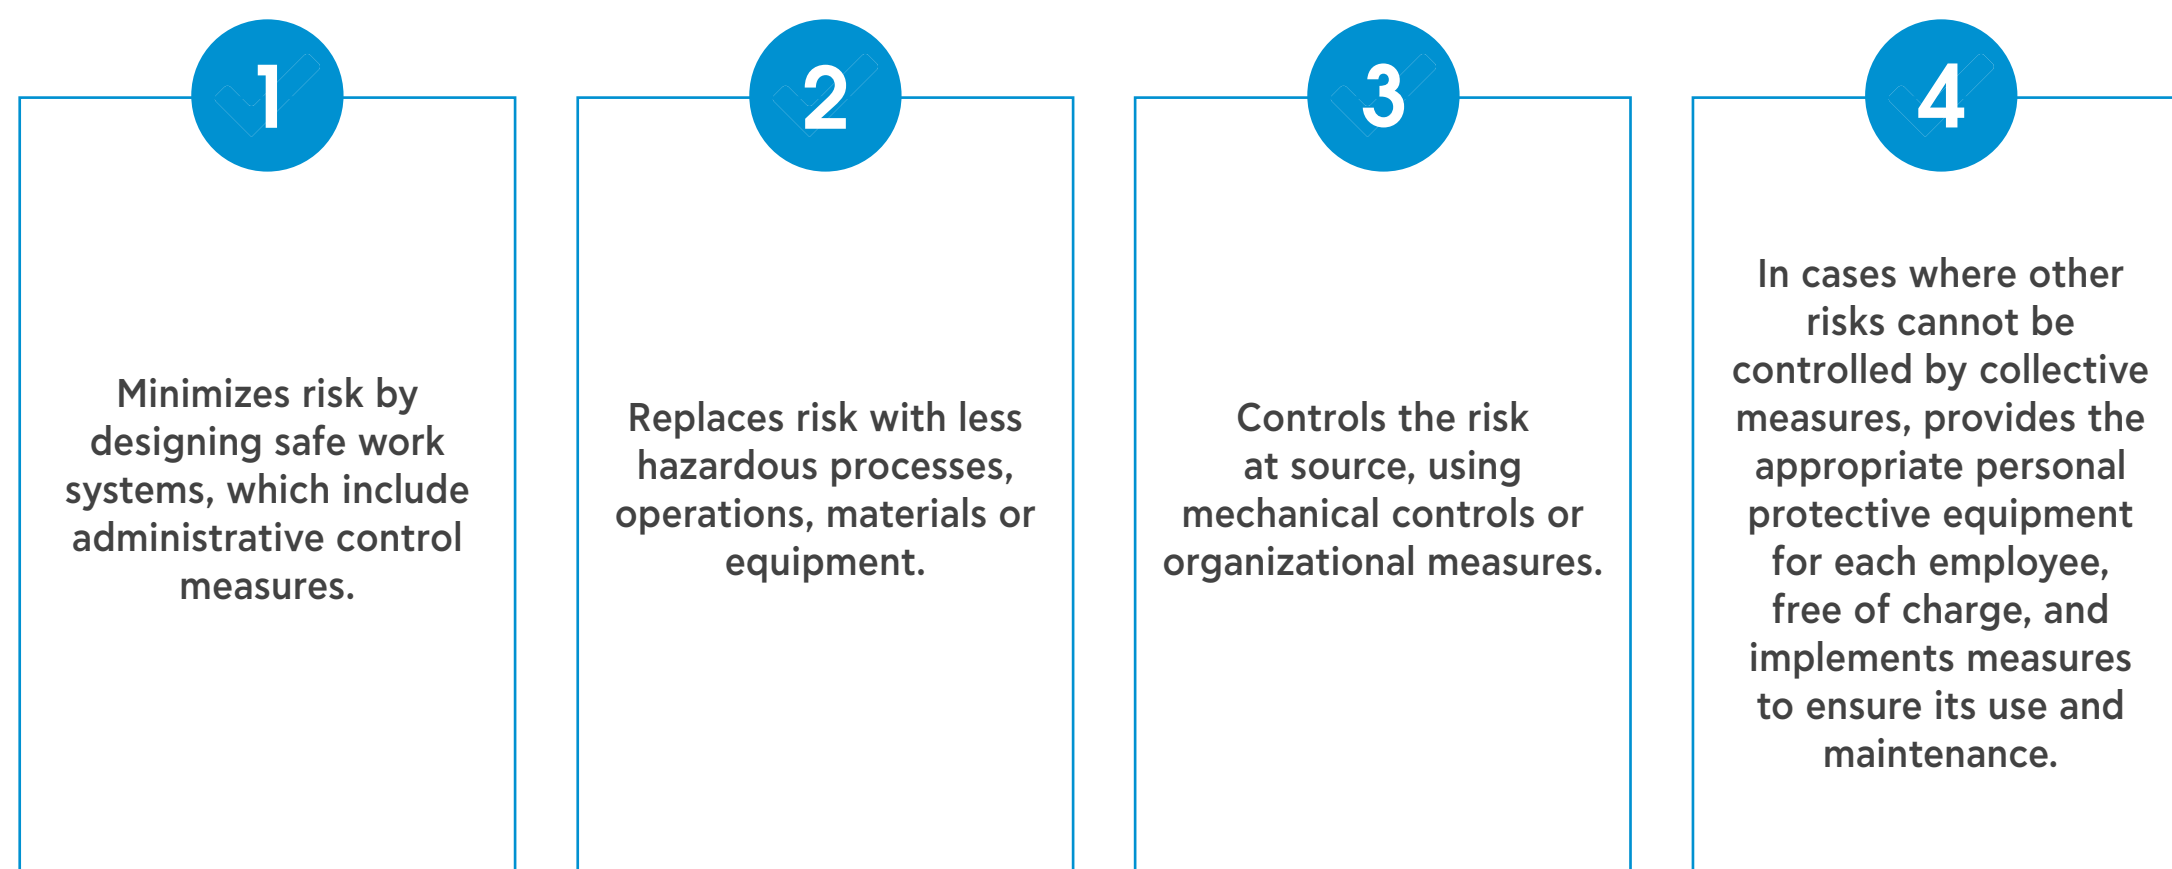 1
Minimizes risk by
designing safe work
systems, which include
administrative control
measures.
2
Replaces risk with less
hazardous processes,
operations, materials or
equipment.
3
Controls the risk
at source, using
mechanical controls or
organizational measures.
4
In cases where other
risks cannot be
controlled by collective
measures, provides the
appropriate personal
protective equipment
for each employee,
free of charge, and
implements measures
to ensure its use and
maintenance.